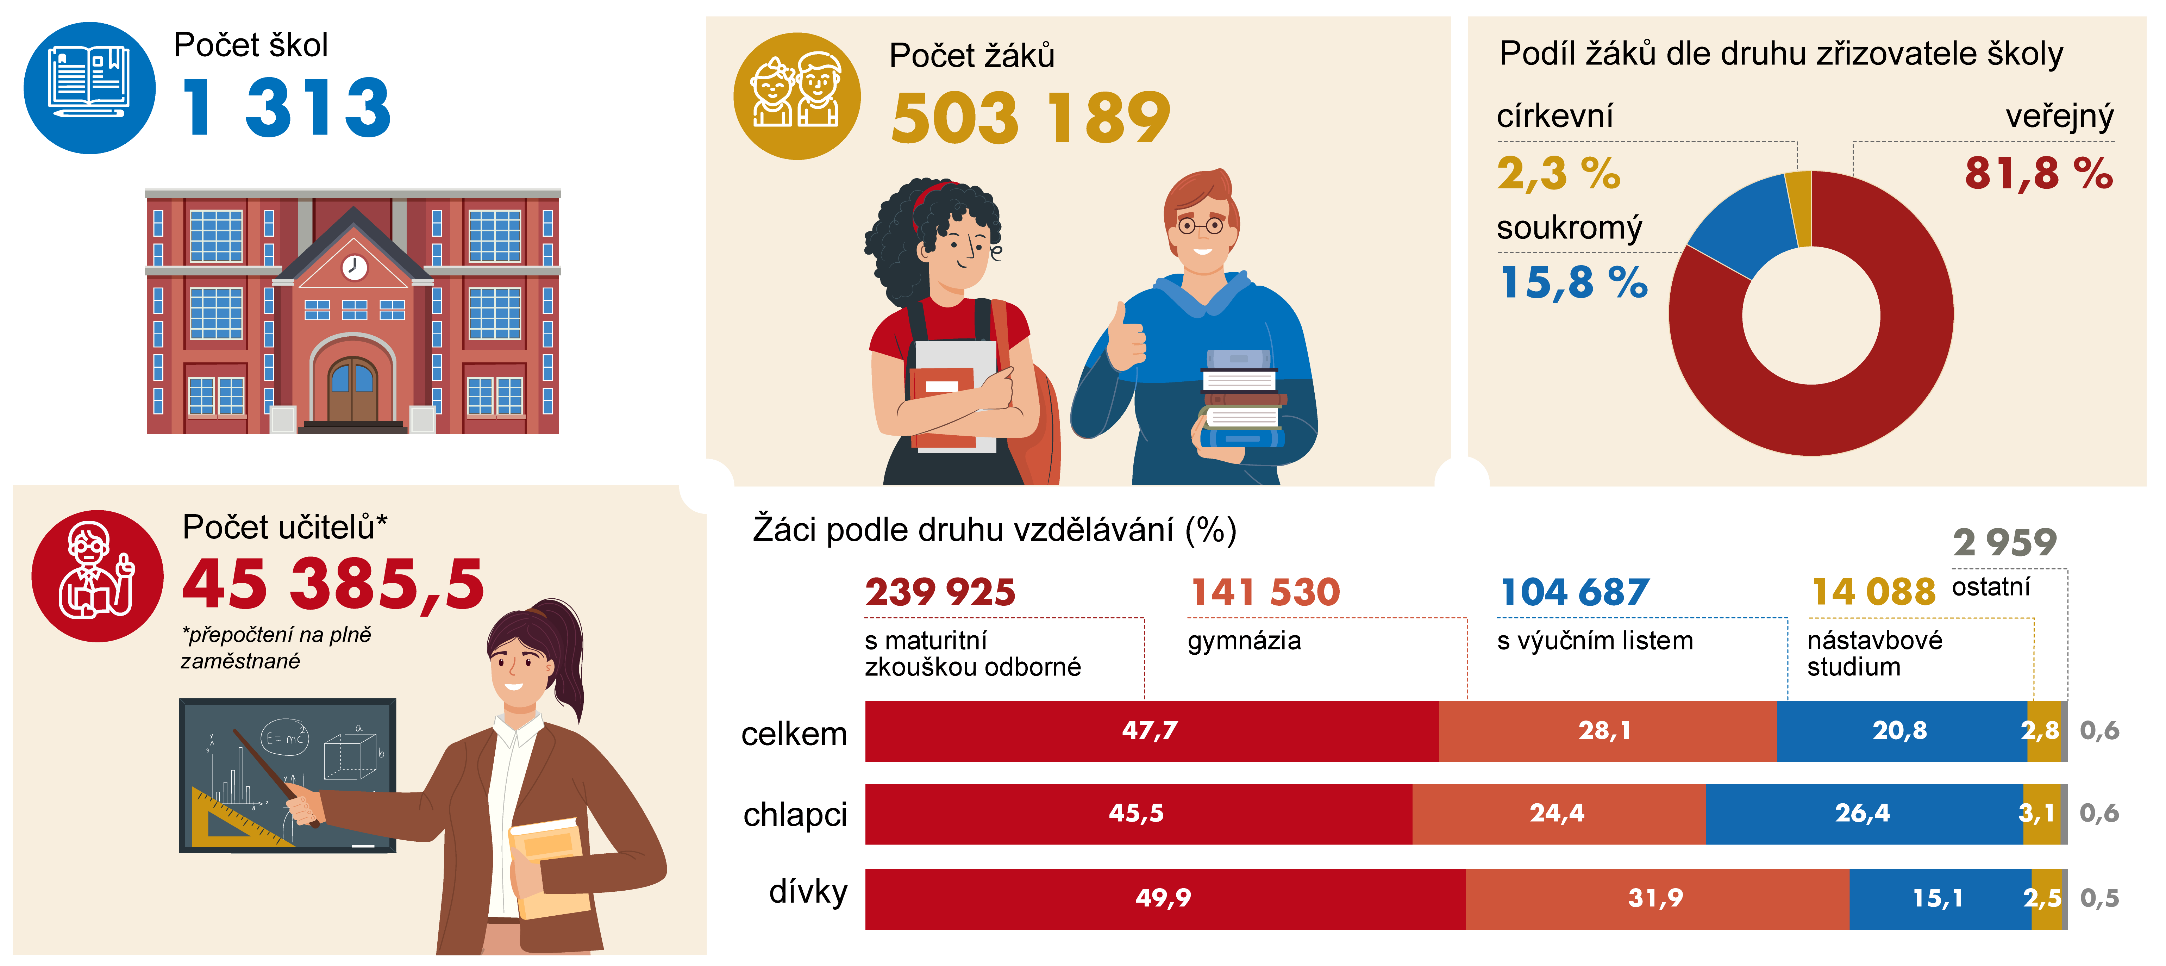 Počet škol
1 313
Počet žáků
503 189
Podíl žáků dle druhu zřizovatele školy
církevní
2,3 %
soukromý
15,8 %
veřejný
81,8 %
Počet učitelů*
45 385,5
*přepočtení na plně
zaměstnané
E = mc²
a
b
Žáci podle druhu vzdělávání (%)
239 925
s maturitní
zkouškou odborné
141 530
gymnázia
104 687
s výučním listem
14 088
nástavbové
studium
2 959
ostatní
celkem 47,7 28,1 20,8 2,8 0,6
chlapci 45,5 24,4 26,4 3,1 0,6
dívky 49,9 31,9 15,1 2,5 0,5